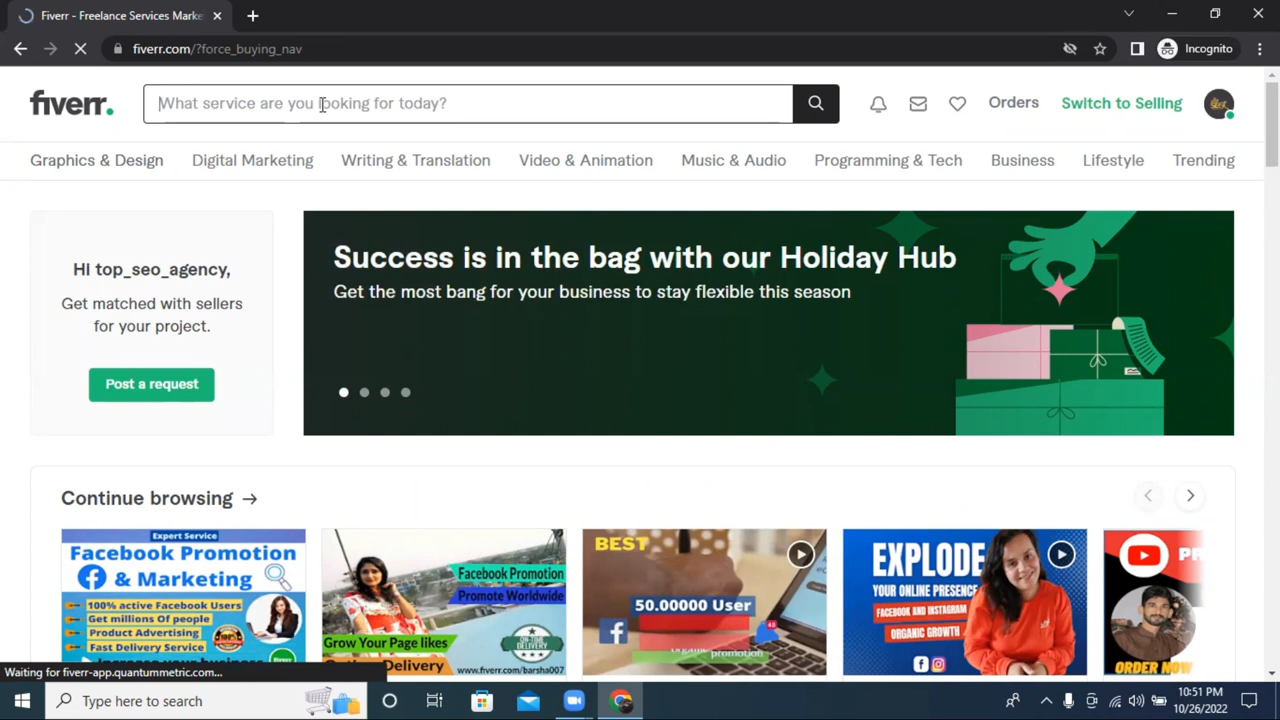 Fiverr - Freelance Services Marke
fiverr.com/?force_buying_nav
Incognito
fiverr.
What service are you looking for today?
Orders
Switch to Selling
Graphics & Design
Digital Marketing
Writing & Translation
Video & Animation
Music & Audio
Programming & Tech
Business
Lifestyle
Trending
Hi top_seo_agency,
Get matched with sellers
for your project.
Post a request
Success is in the bag with our Holiday Hub
Get the most bang for your business to stay flexible this season
Continue browsing →
Expert Service
Facebook Promotion
& Marketing
100% active Facebook Users
Get millions Of people
Product Advertising
Fast Delivery Service
Facebook Promotion
Promote Worldwide
Grow Your Page likes
ON-TIME
DELIVERY
Delivery
www.fiverr.com/barsha007
BEST
50.00000 User
organic promotion
EXPLODE
YOUR ONLINE PRESENCE
FACEBOOK AND INSTAGRAM
ORGANIC GROWTH
ORDER NOW
Waiting for fiverr-app.quantummetric.com...
Type here to search
10:51 PM
10/26/2022